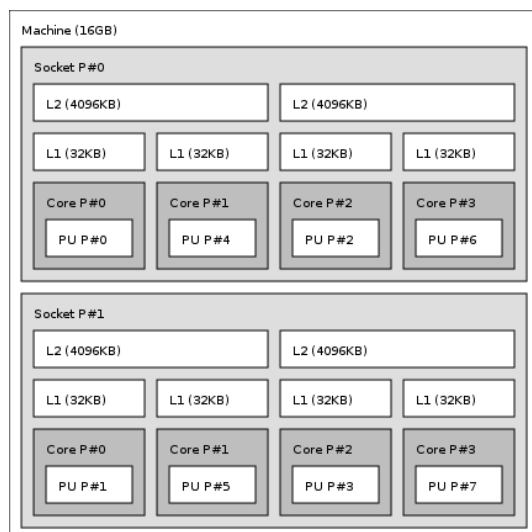 Machine (16GB)
Socket P#0
L2 (4096KB) L2 (4096KB)
L1 (32KB) L1 (32KB) L1 (32KB) L1 (32KB)
Core P#0 Core P#1 Core P#2 Core P#3
PU P#0 PU P#4 PU P#2 PU P#6
Socket P#1
L2 (4096KB) L2 (4096KB)
L1 (32KB) L1 (32KB) L1 (32KB) L1 (32KB)
Core P#0 Core P#1 Core P#2 Core P#3
PU P#1 PU P#5 PU P#3 PU P#7